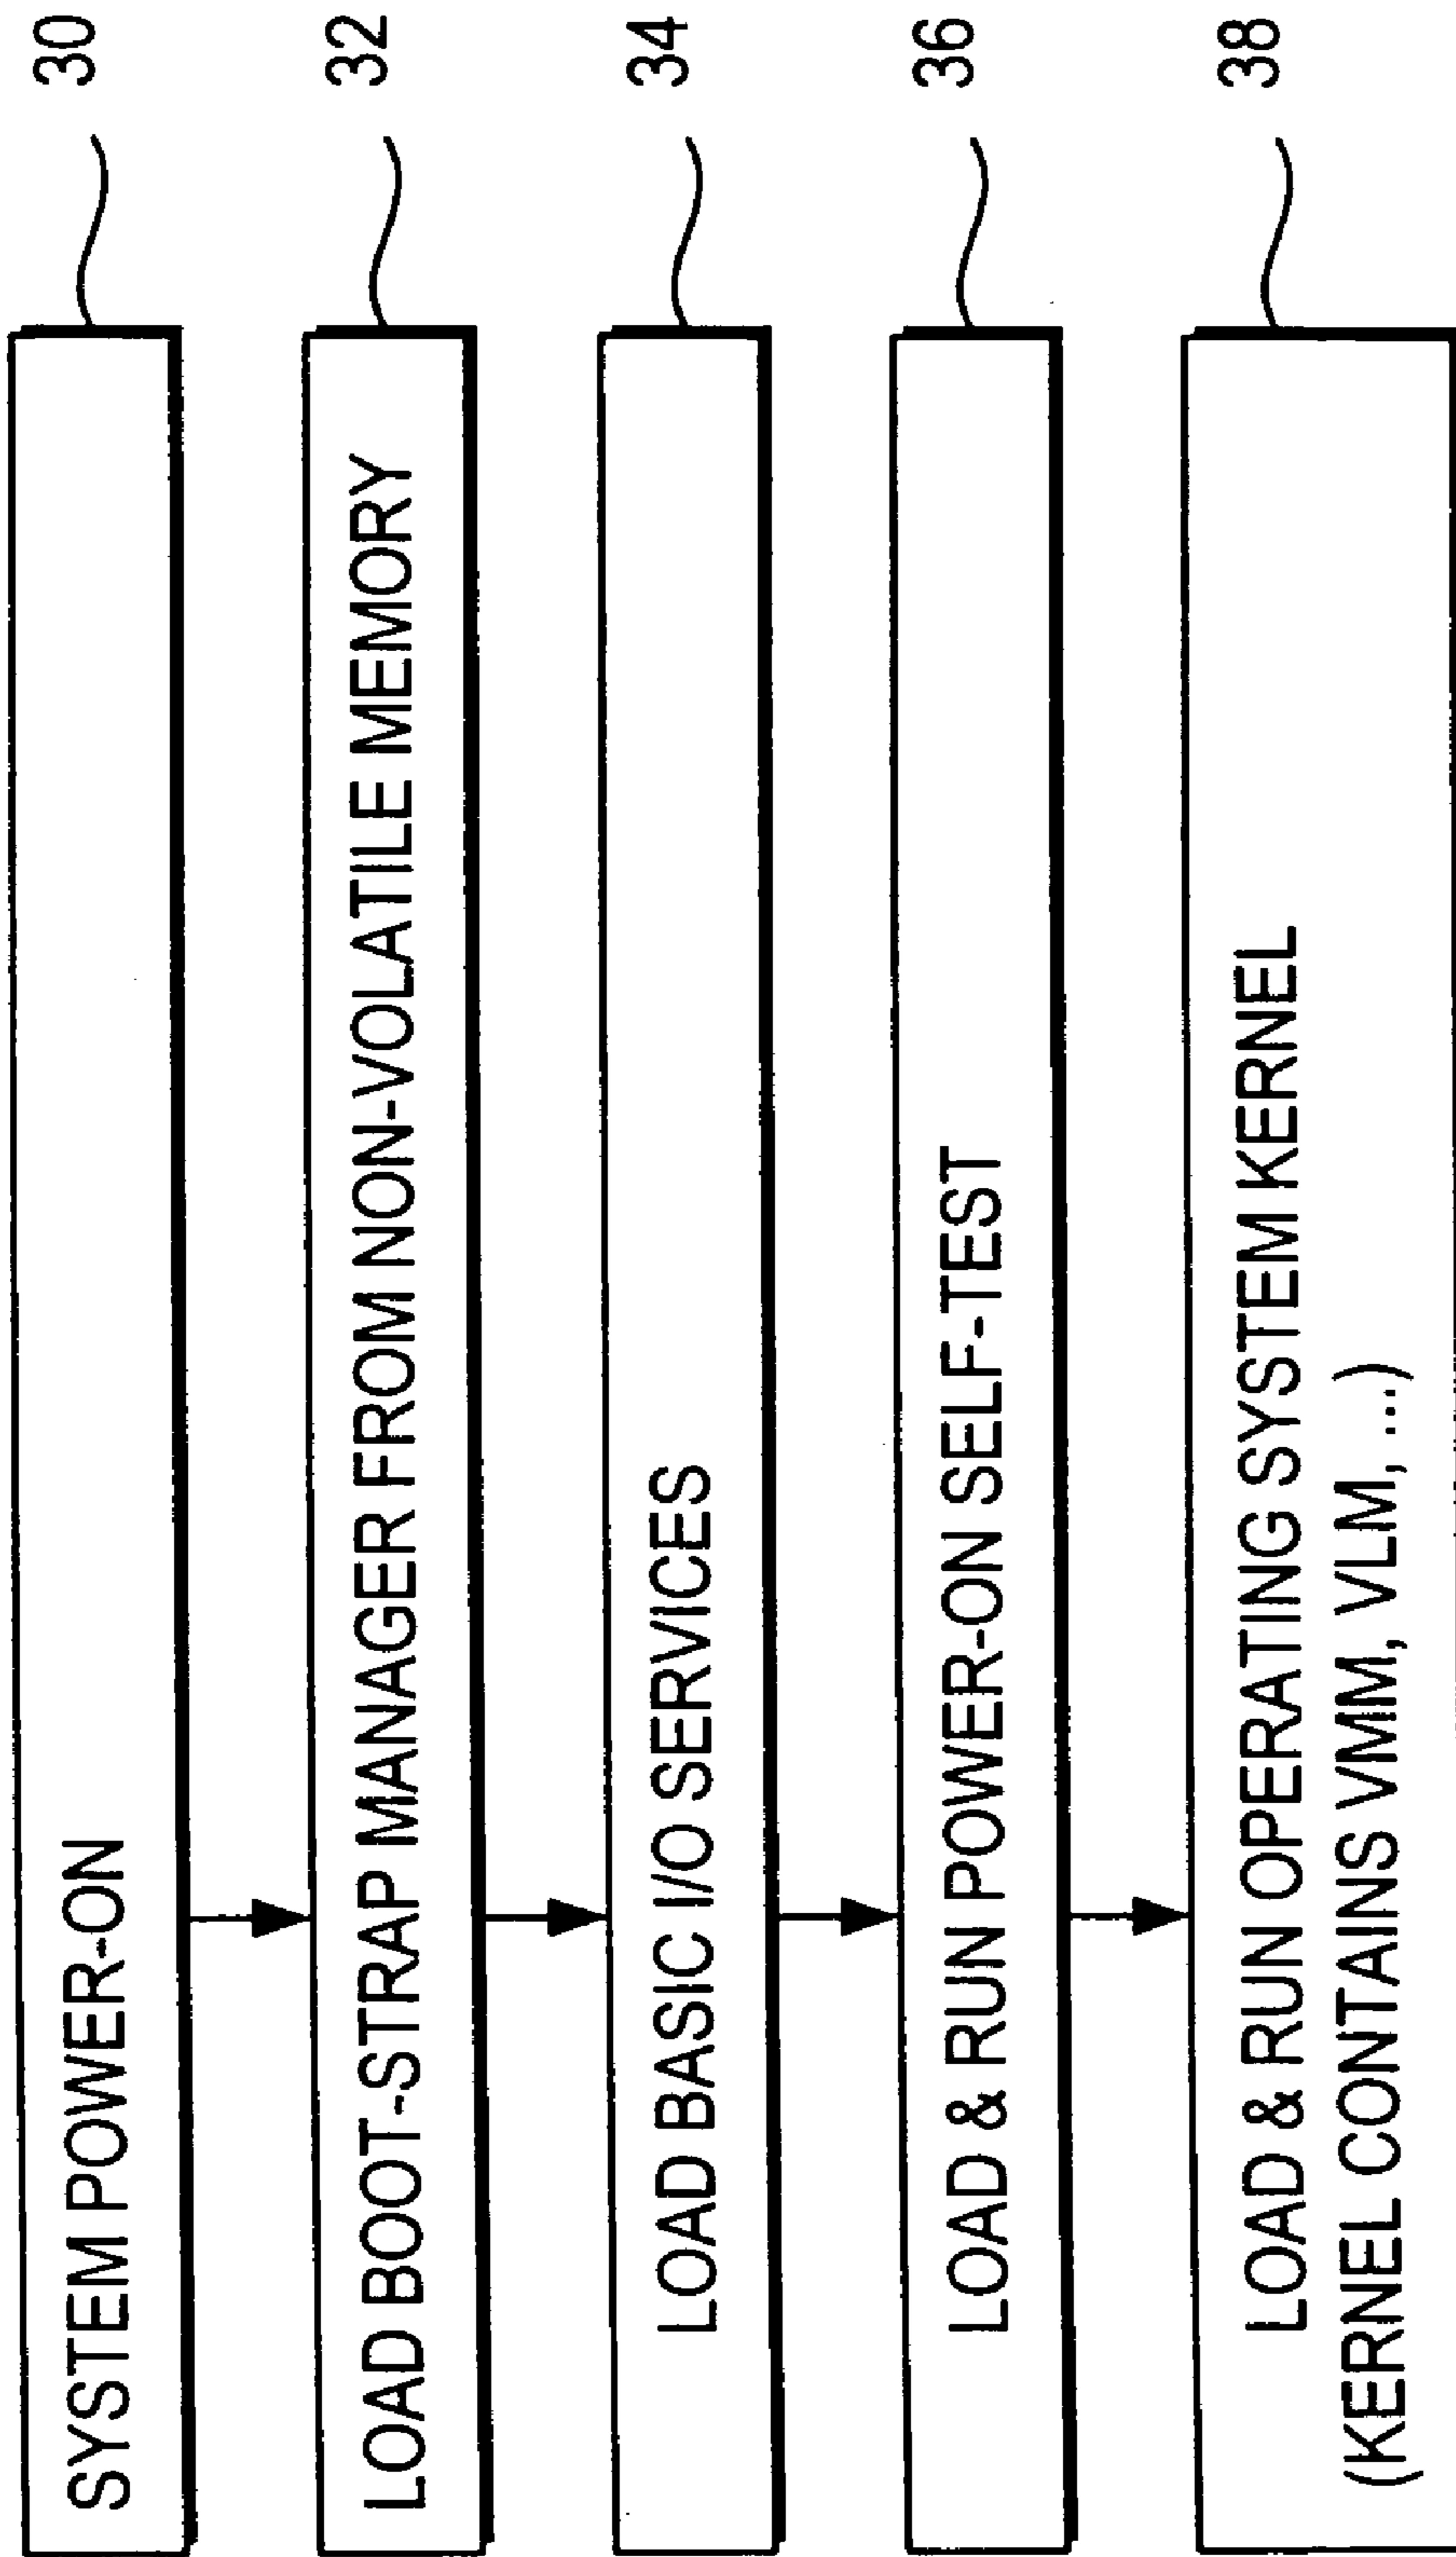 SYSTEM POWER-ON 30
LOAD BOOT-STRAP MANAGER FROM NON-VOLATILE MEMORY 32
LOAD BASIC I/O SERVICES 34
LOAD & RUN POWER-ON SELF-TEST 36
LOAD & RUN OPERATING SYSTEM KERNEL 38
(KERNEL CONTAINS VMM, VLM, ...)